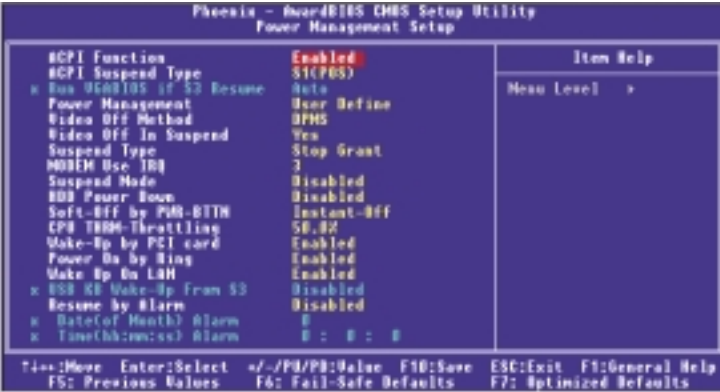 Phoenix - AwardBIOS CMOS Setup Utility
Power Management Setup
ACPI Function Enabled
ACPI Suspend Type S1(POS)
x Run VGABIOS if S3 Resume Auto
Power Management User Define
Video Off Method DPMS
Video Off In Suspend Yes
Suspend Type Stop Grant
MODEM Use IRQ 3
Suspend Mode Disabled
HDD Power Down Disabled
Soft-Off by PWR-BTTN Instant-Off
CPU THRM-Throttling 50.0%
Wake-Up by PCI card Enabled
Power On by Ring Enabled
Wake Up On LAN Enabled
x USB KB Wake-Up From S3 Disabled
Resume by Alarm Disabled
x Date(of Month) Alarm 0
x Time(hh:mm:ss) Alarm 0 : 0 : 0
Item Help
Menu Level ►
↑↓→←:Move Enter:Select +/-/PU/PD:Value F10:Save ESC:Exit F1:General Help
F5: Previous Values F6: Fail-Safe Defaults F7: Optimized Defaults